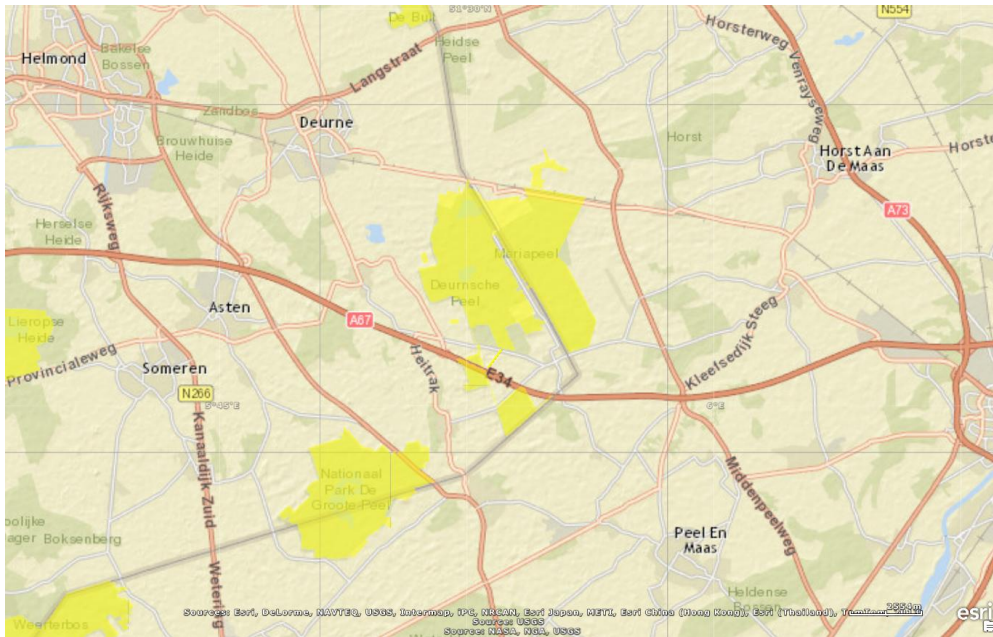 De Bult
51°30'N
N554
Horsterweg Venrayseweg
Helmond
Bakelse
Bossen
Langstraat
Heidse
Peel
Zandbos
Deurne
Brouwhuise
Heide
Horst
Horst Aan
De Maas
Horste
Rijksweg
A73
Herselse
Heide
Mariapeel
Deurnsche
Peel
Asten
A67
Lieropse
Heide
Kleefsedijk Steeg
Provincialeweg
Someren
Heitrak
E34
N266
5°45'E
6°E
Kanaaldijk Zuid
Wetering
Nationaal
Park De
Groote Peel
Middenpeelweg
oolijke
ager
Boksenberg
Peel En
Maas
Heldense
Bossen
Weerterbos
Sources: Esri, DeLorme, NAVTEQ, USGS, Intermap, iPC, NRCAN, Esri Japan, METI, Esri China (Hong Kong), Esri (Thailand),
Source: USGS
Source: NASA, NGA, USGS
esri